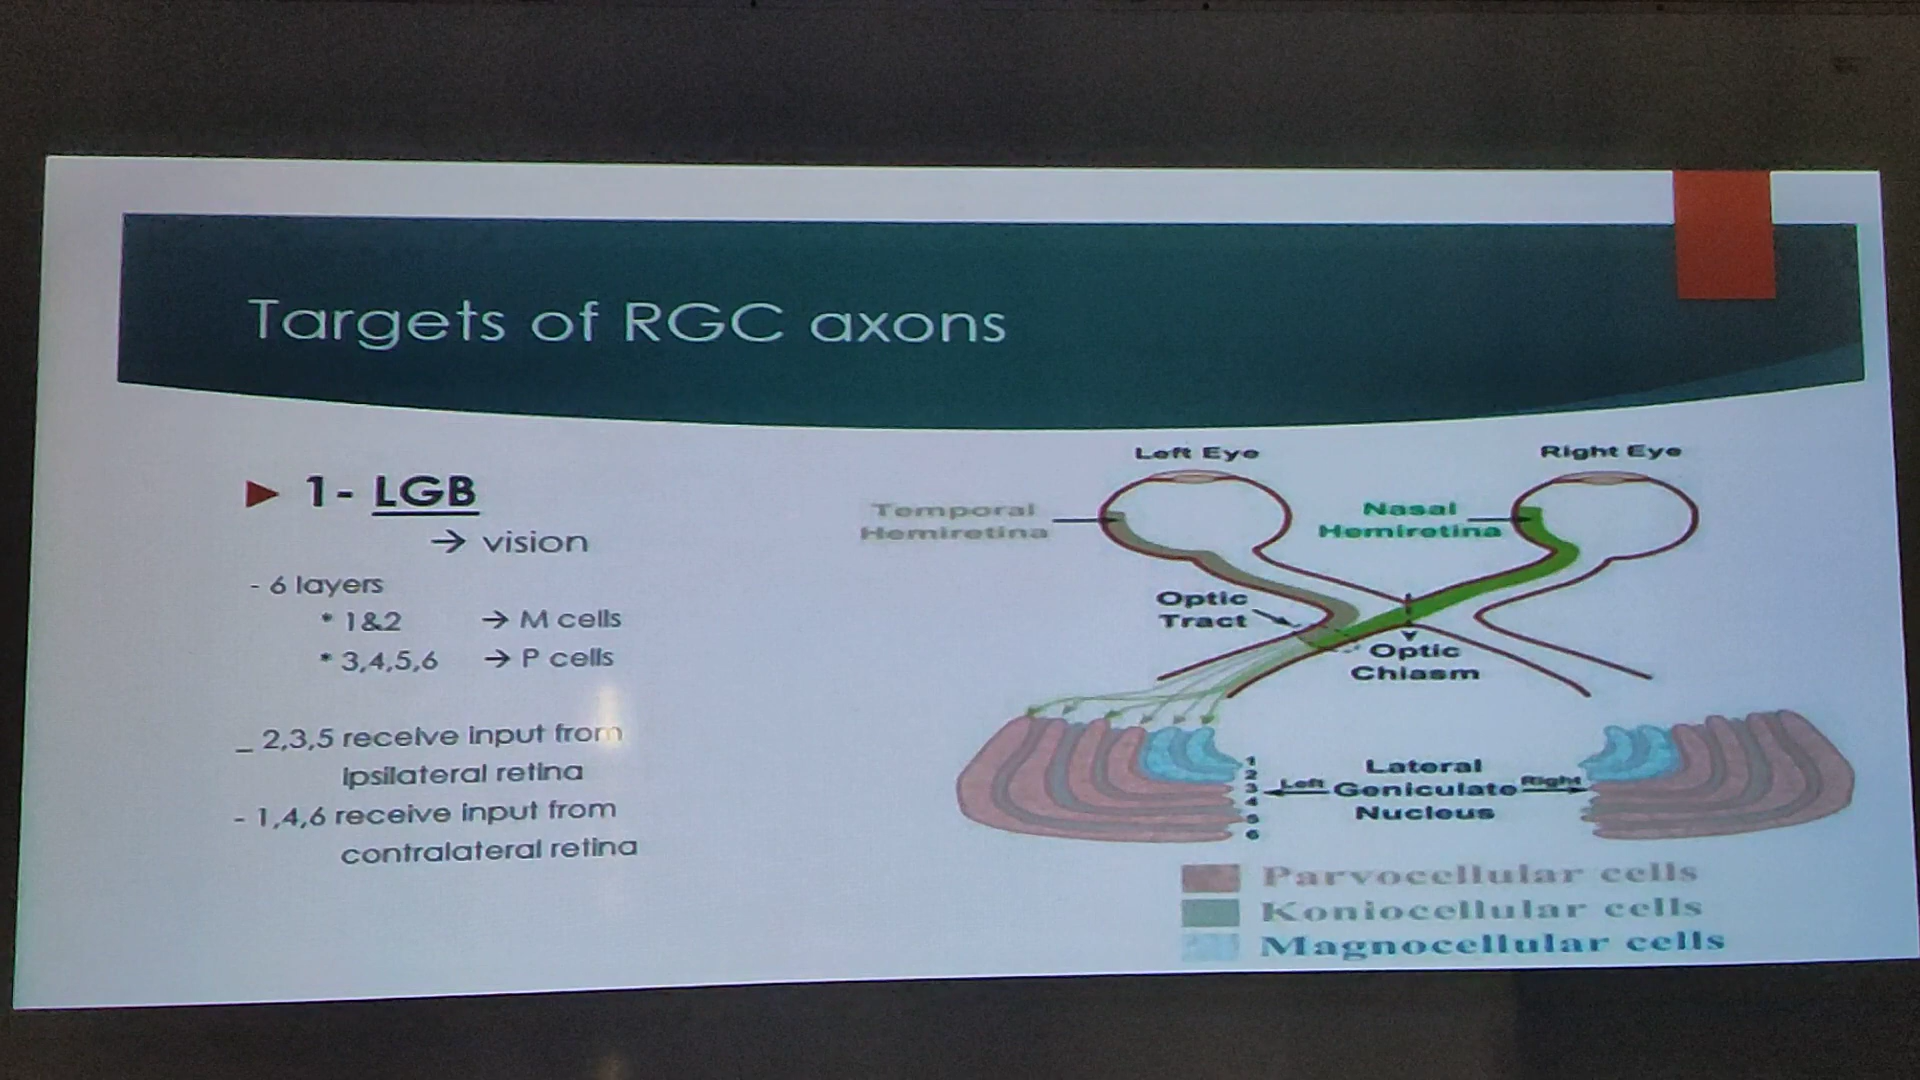 Targets of RGC axons
1- LGB
→ vision
- 6 layers
* 1&2 → M cells
* 3,4,5,6 → P cells
_ 2,3,5 receive input from
ipsilateral retina
- 1,4,6 receive input from
contralateral retina
Left Eye
Right Eye
Temporal
Hemiretina
Nasal
Hemiretina
Optic
Tract
Optic
Chiasm
1
2
3
4
5
6
Left
Lateral
Geniculate
Nucleus
Right
Parvocellular cells
Koniocellular cells
Magnocellular cells